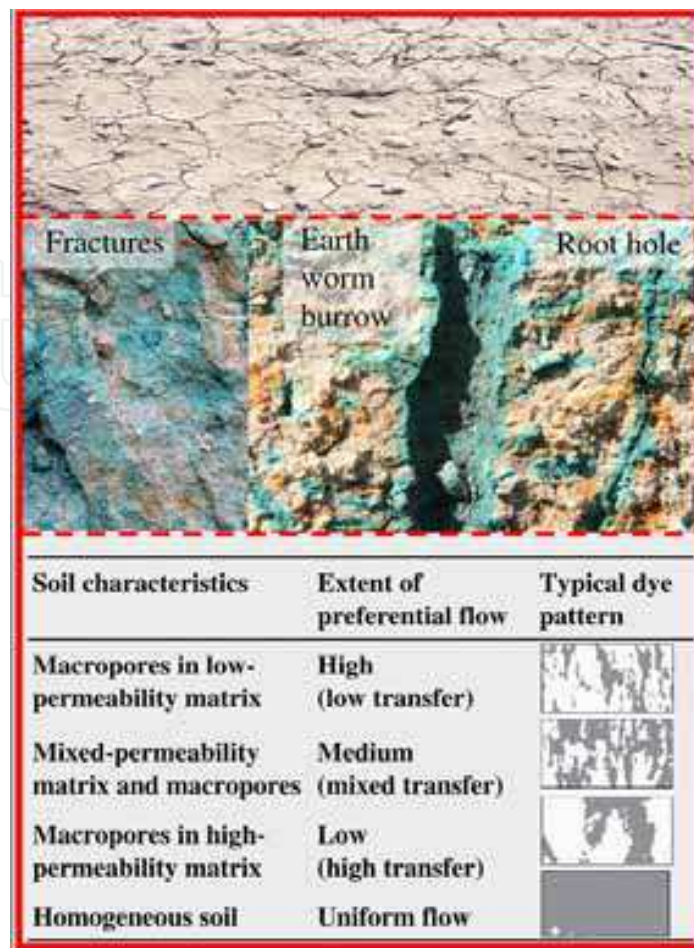 Fractures
Earth
worm
burrow
Root hole
Soil characteristics
Extent of
preferential flow
Typical dye
pattern
Macropores in low-
permeability matrix
High
(low transfer)
Mixed-permeability
matrix and macropores
Medium
(mixed transfer)
Macropores in high-
permeability matrix
Low
(high transfer)
Homogeneous soil
Uniform flow